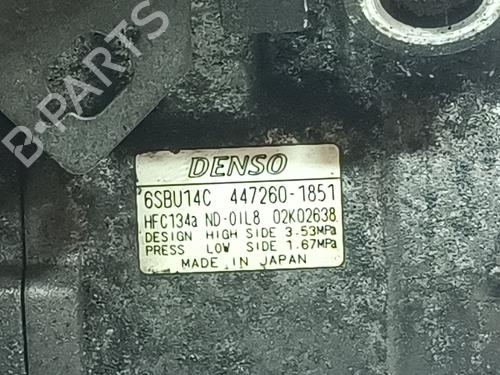 B-PARTS
DENSO
6SBU14C 447260-1851
HFC134a ND-OIL8 02K02638
DESIGN HIGH SIDE 3.53MPa
PRESS LOW SIDE 1.67MPa
MADE IN JAPAN